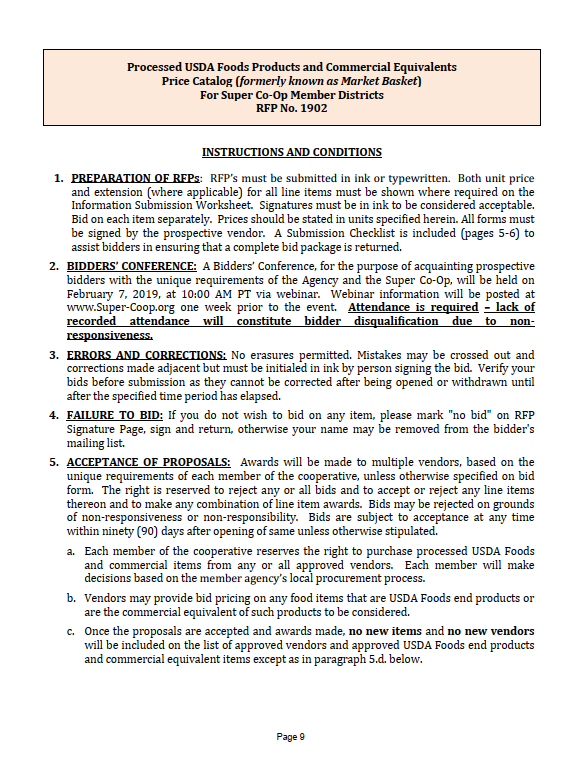 Processed USDA Foods Products and Commercial Equivalents
Price Catalog (formerly known as Market Basket)
For Super Co-Op Member Districts
RFP No. 1902
INSTRUCTIONS AND CONDITIONS
1. PREPARATION OF RFPs: RFP's must be submitted in ink or typewritten. Both unit price
and extension (where applicable) for all line items must be shown where required on the
Information Submission Worksheet. Signatures must be in ink to be considered acceptable.
Bid on each item separately. Prices should be stated in units specified herein. All forms must
be signed by the prospective vendor. A Submission Checklist is included (pages 5-6) to
assist bidders in ensuring that a complete bid package is returned.
2. BIDDERS' CONFERENCE: A Bidders' Conference, for the purpose of acquainting prospective
bidders with the unique requirements of the Agency and the Super Co-Op, will be held on
February 7, 2019, at 10:00 AM PT via webinar. Webinar information will be posted at
www.Super-Coop.org one week prior to the event. Attendance is required – lack of
recorded attendance will constitute bidder disqualification due to non-
responsiveness.
3. ERRORS AND CORRECTIONS: No erasures permitted. Mistakes may be crossed out and
corrections made adjacent but must be initialed in ink by person signing the bid. Verify your
bids before submission as they cannot be corrected after being opened or withdrawn until
after the specified time period has elapsed.
4. FAILURE TO BID: If you do not wish to bid on any item, please mark "no bid" on RFP
Signature Page, sign and return, otherwise your name may be removed from the bidder's
mailing list.
5. ACCEPTANCE OF PROPOSALS: Awards will be made to multiple vendors, based on the
unique requirements of each member of the cooperative, unless otherwise specified on bid
form. The right is reserved to reject any or all bids and to accept or reject any line items
thereon and to make any combination of line item awards. Bids may be rejected on grounds
of non-responsiveness or non-responsibility. Bids are subject to acceptance at any time
within ninety (90) days after opening of same unless otherwise stipulated.
a. Each member of the cooperative reserves the right to purchase processed USDA Foods
and commercial items from any or all approved vendors. Each member will make
decisions based on the member agency's local procurement process.
b. Vendors may provide bid pricing on any food items that are USDA Foods end products or
are the commercial equivalent of such products to be considered.
c. Once the proposals are accepted and awards made, no new items and no new vendors
will be included on the list of approved vendors and approved USDA Foods end products
and commercial equivalent items except as in paragraph 5.d. below.
Page 9